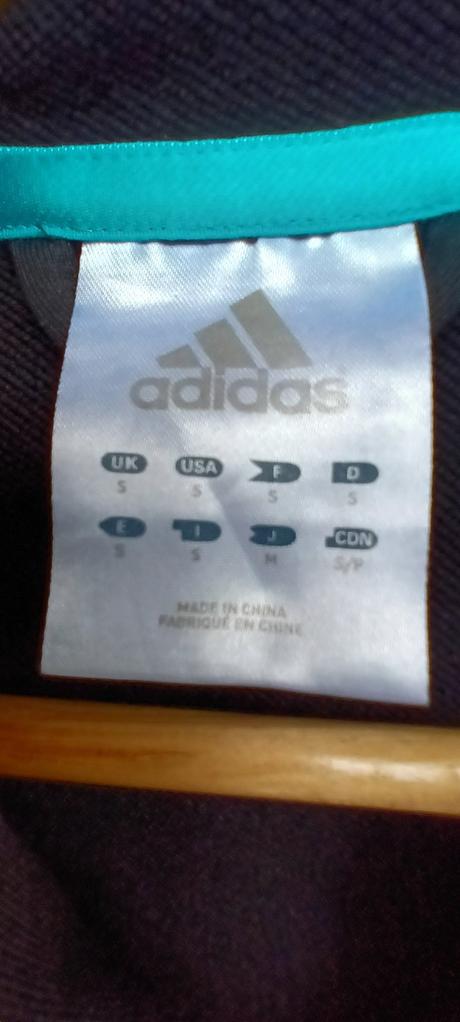 adidas
UK USA F D
S S S S
E I J CDN
S S M S/P
MADE IN CHINA
FABRIQUÉ EN CHINE